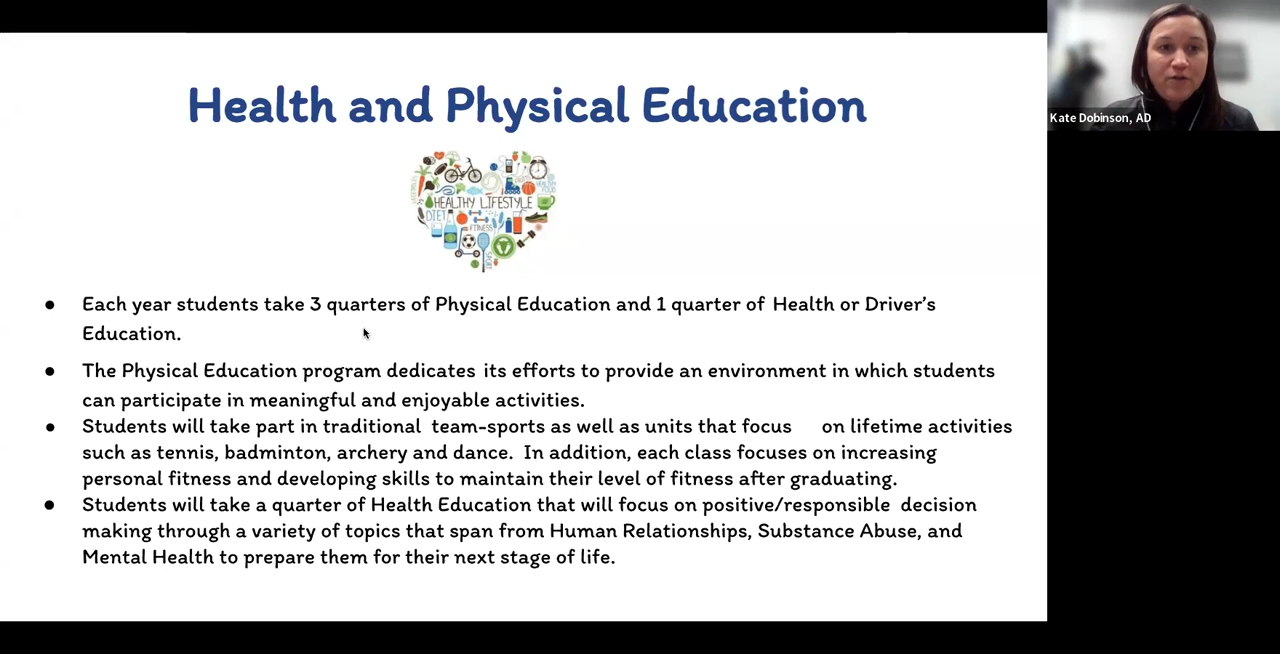 Health and Physical Education
HEALTHY LIFESTYLE
DIET
FITNESS
SPORT
HEALTHY
FOOD
VEGETABLES
Kate Dobinson, AD
● Each year students take 3 quarters of Physical Education and 1 quarter of Health or Driver's
Education.
● The Physical Education program dedicates its efforts to provide an environment in which students
can participate in meaningful and enjoyable activities.
● Students will take part in traditional team-sports as well as units that focus on lifetime activities
such as tennis, badminton, archery and dance. In addition, each class focuses on increasing
personal fitness and developing skills to maintain their level of fitness after graduating.
● Students will take a quarter of Health Education that will focus on positive/responsible decision
making through a variety of topics that span from Human Relationships, Substance Abuse, and
Mental Health to prepare them for their next stage of life.